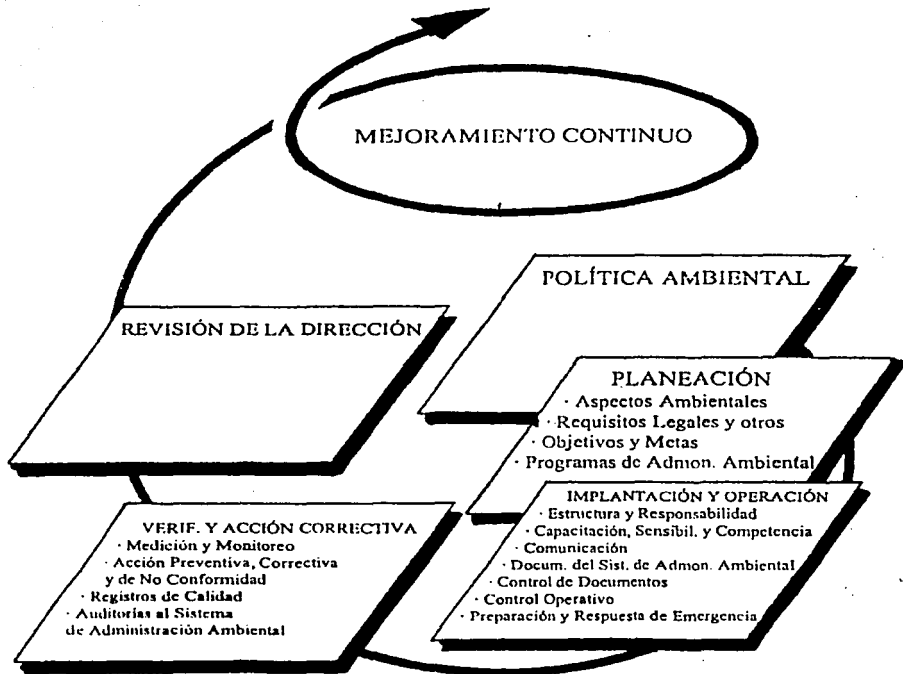 MEJORAMIENTO CONTINUO
POLÍTICA AMBIENTAL
REVISIÓN DE LA DIRECCIÓN
PLANEACIÓN
· Aspectos Ambientales
· Requisitos Legales y otros
· Objetivos y Metas
· Programas de Admon. Ambiental
IMPLANTACIÓN Y OPERACIÓN
· Estructura y Responsabilidad
· Capacitación, Sensibil. y Competencia
· Comunicación
· Docum. del Sist. de Admon. Ambiental
· Control de Documentos
· Control Operativo
· Preparación y Respuesta de Emergencia
VERIF. Y ACCIÓN CORRECTIVA
· Medición y Monitoreo
· Acción Preventiva, Correctiva
y de No Conformidad
· Registros de Calidad
· Auditorías al Sistema
de Administración Ambiental